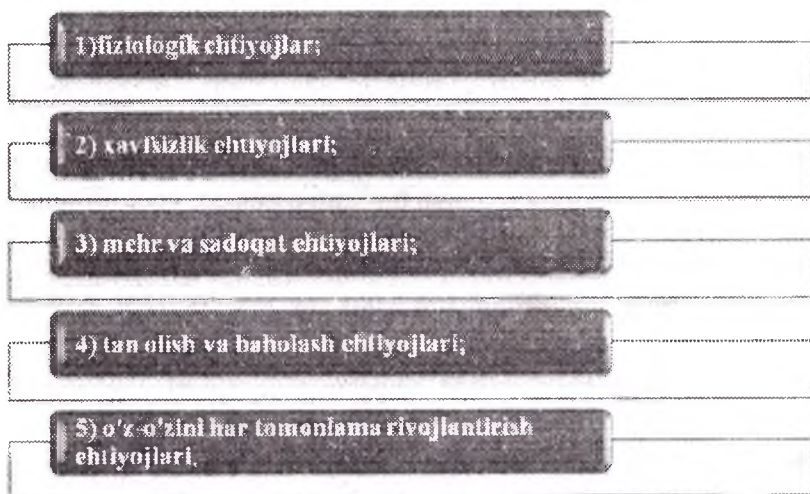 1)fiziologik ehtiyojlar;
2) xavfsizlik ehtiyojlari;
3) mehr va sadoqat ehtiyojlari;
4) tan olish va baholash ehtiyojlari;
5) o'z-o'zini har tomonlama rivojlantirish
ehtiyojlari.